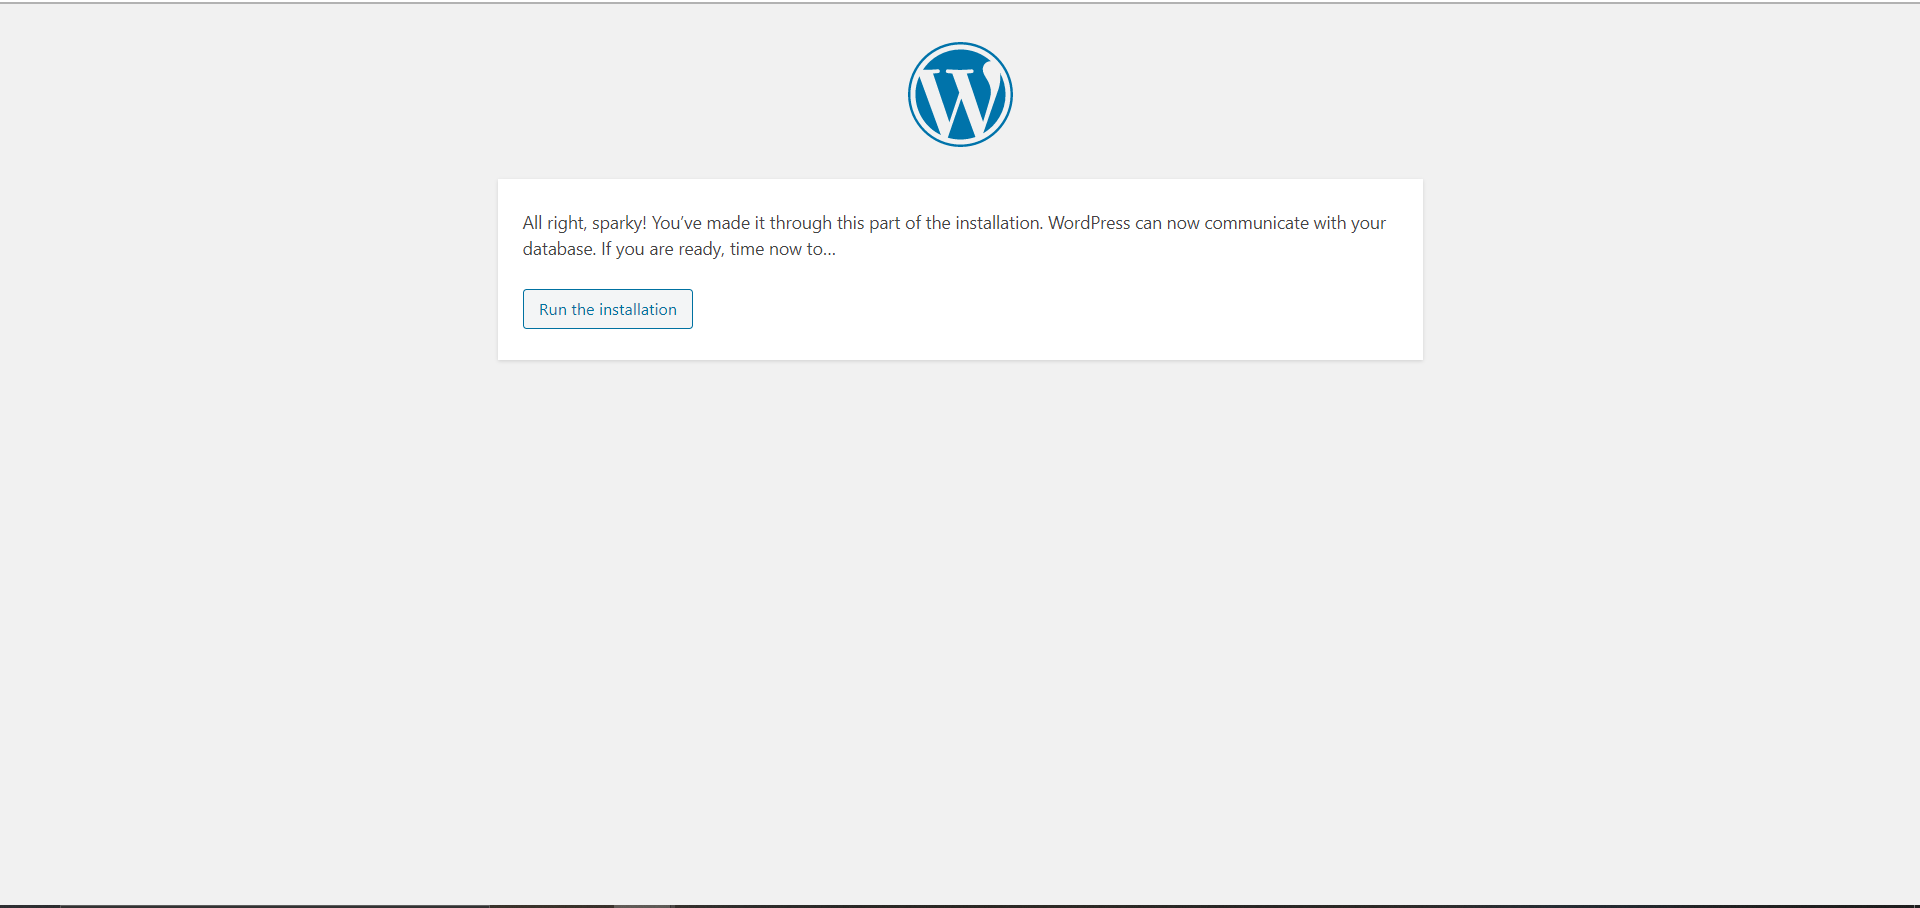 All right, sparky! You’ve made it through this part of the installation. WordPress can now communicate with your
database. If you are ready, time now to…
Run the installation